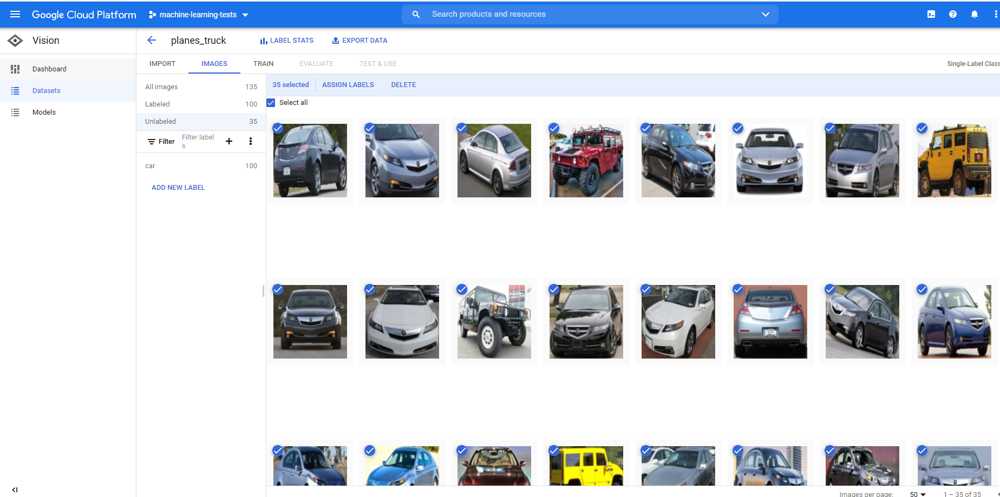 Google Cloud Platform
machine-learning-tests
Search products and resources
Vision
planes_truck
LABEL STATS
EXPORT DATA
Dashboard
Datasets
Models
IMPORT
IMAGES
TRAIN
EVALUATE
TEST & USE
Single-Label Class
All images 135
Labeled 100
Unlabeled 35
Filter
Filter label
s
car 100
ADD NEW LABEL
35 selected
ASSIGN LABELS
DELETE
Select all
Images per page: 50
1 – 35 of 35